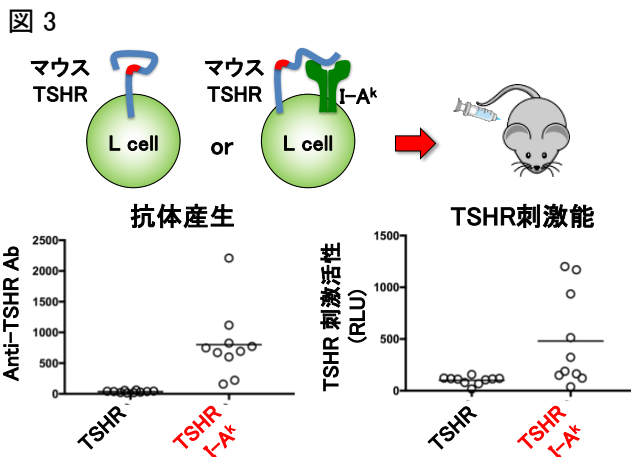 図 3
マウス
TSHR
L cell
or
マウス
TSHR
I-Aᵏ
L cell
抗体産生
Anti-TSHR Ab
2500
2000
1500
1000
500
0
TSHR
TSHR
I-Aᵏ
TSHR刺激能
TSHR 刺激活性
(RLU)
1500
1000
500
0
TSHR
TSHR
I-Aᵏ